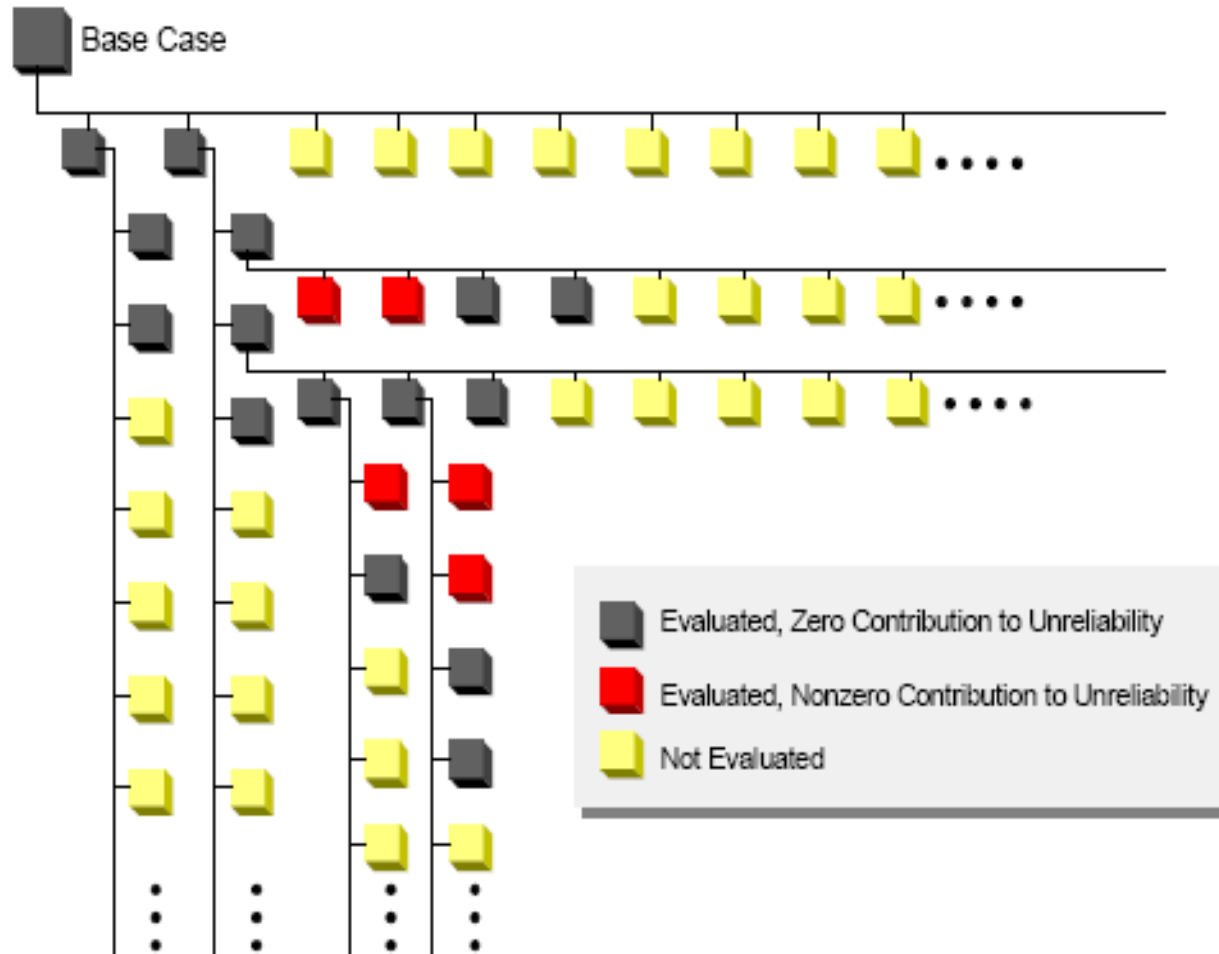 Base Case
Evaluated, Zero Contribution to Unreliability
Evaluated, Nonzero Contribution to Unreliability
Not Evaluated